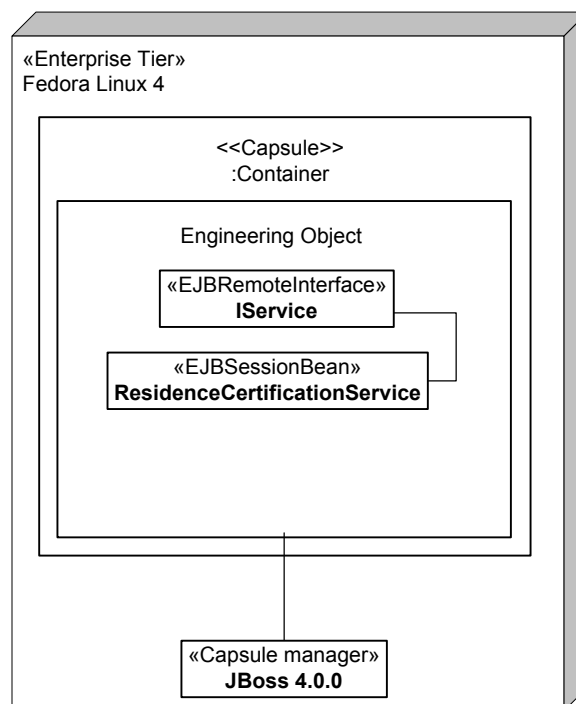 «Enterprise Tier»
Fedora Linux 4
<<Capsule>>
:Container
Engineering Object
«EJBRemoteInterface»
IService
«EJBSessionBean»
ResidenceCertificationService
«Capsule manager»
JBoss 4.0.0